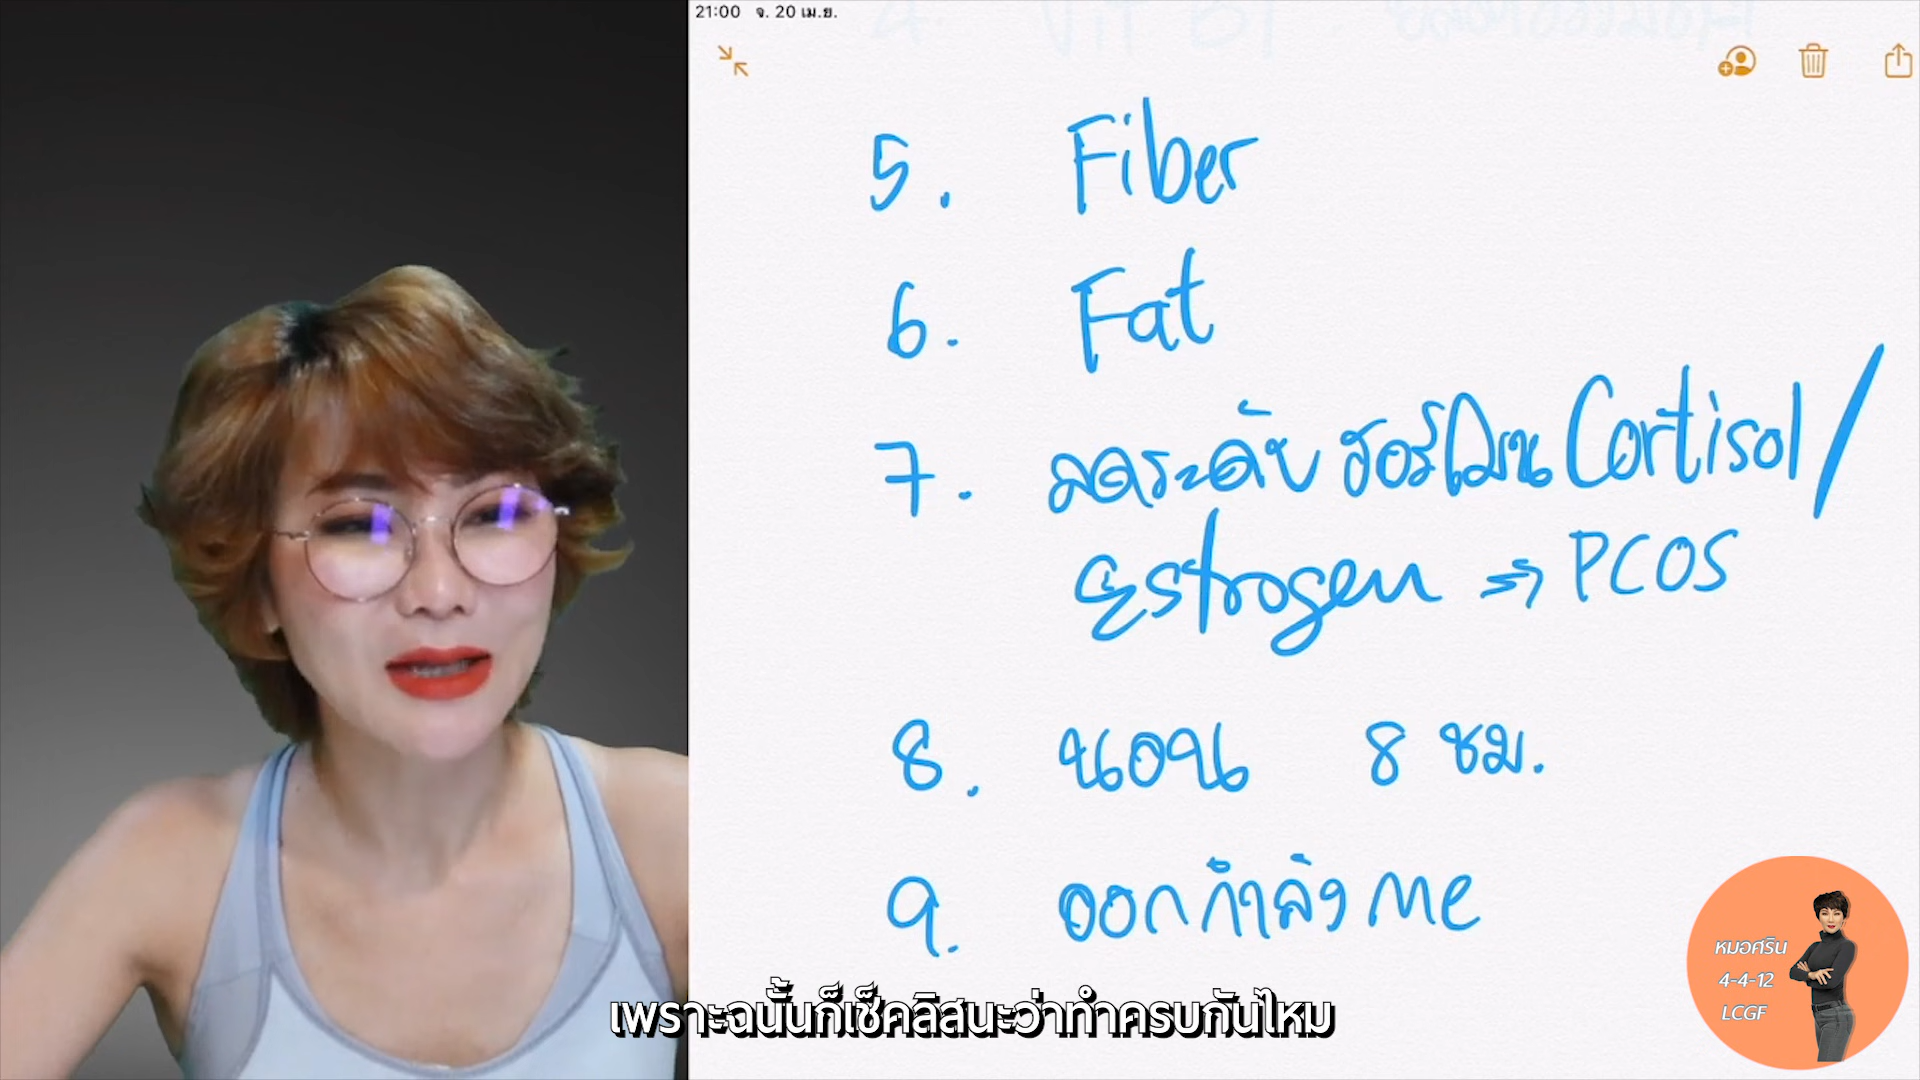 21:00 จ. 20 เม.ย.
4. Vit B1
5. Fiber
6. Fat
7. ลดระดับ ฮอร์โมน Cortisol/
Estrogen => PCOS
8. นอน 8 ชม.
9. ออกกำลัง
หมอศริน
4-4-12
LCGF
เพราะฉนั้นก็เช็คลิสนะว่าทำครบกันไหม